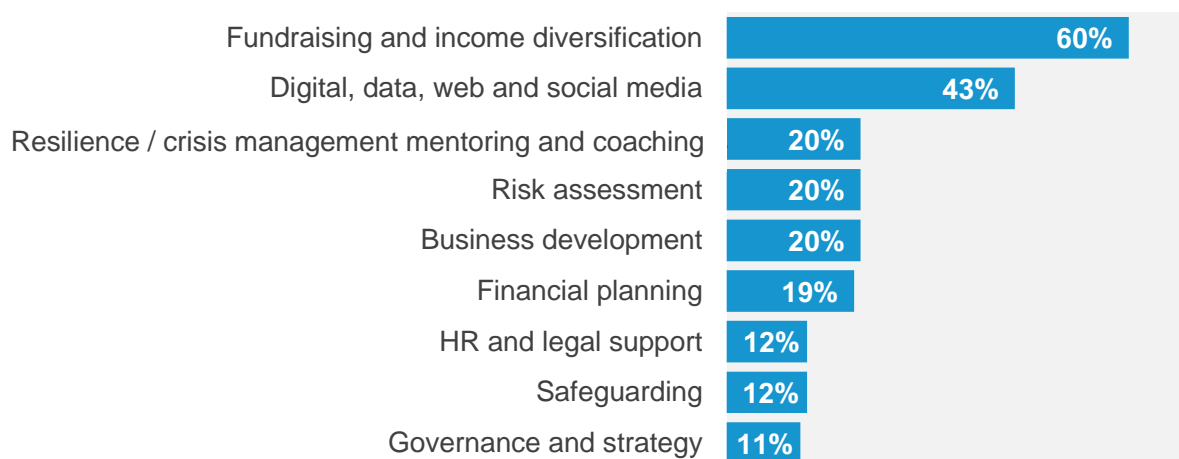 Fundraising and income diversification 60%
Digital, data, web and social media 43%
Resilience / crisis management mentoring and coaching 20%
Risk assessment 20%
Business development 20%
Financial planning 19%
HR and legal support 12%
Safeguarding 12%
Governance and strategy 11%